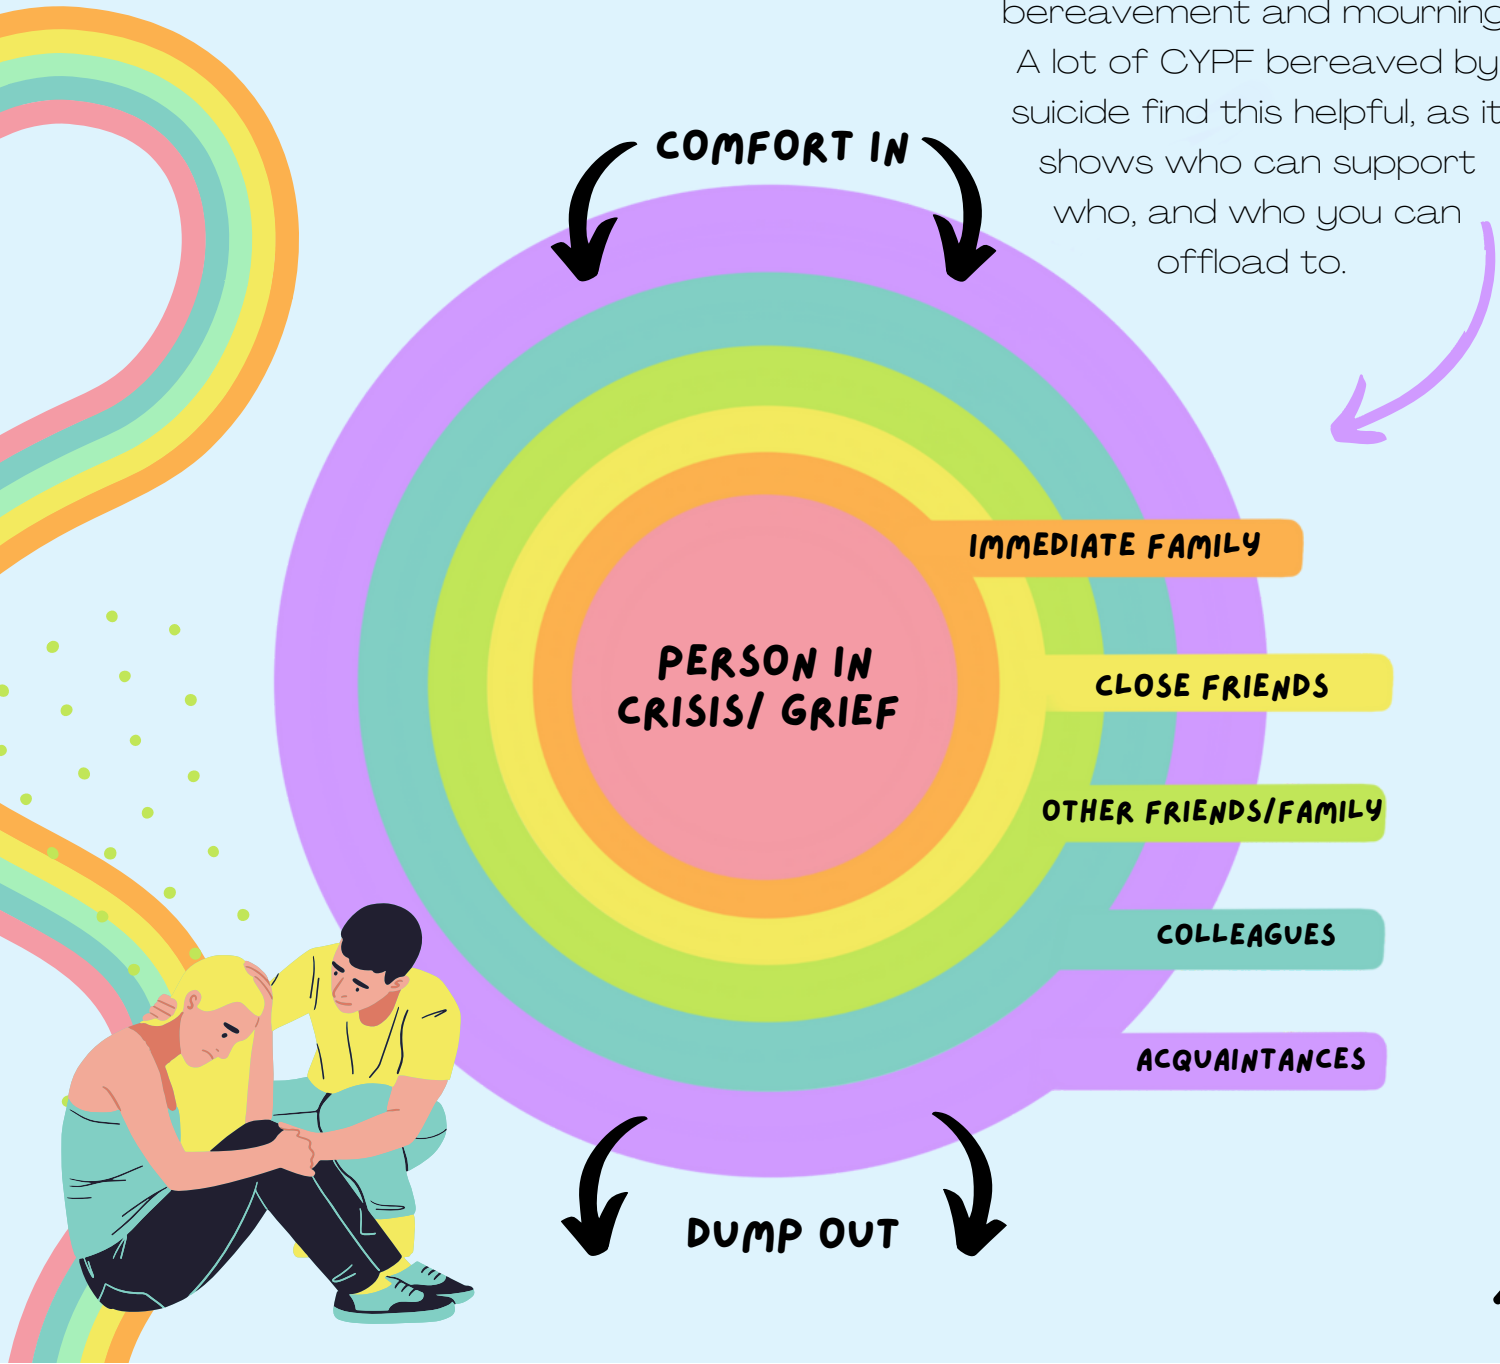 bereavement and mourning
A lot of CYPF bereaved by
suicide find this helpful, as it
shows who can support
who, and who you can
offload to.
COMFORT IN
IMMEDIATE FAMILY
PERSON IN
CRISIS/ GRIEF
CLOSE FRIENDS
OTHER FRIENDS/FAMILY
COLLEAGUES
ACQUAINTANCES
DUMP OUT